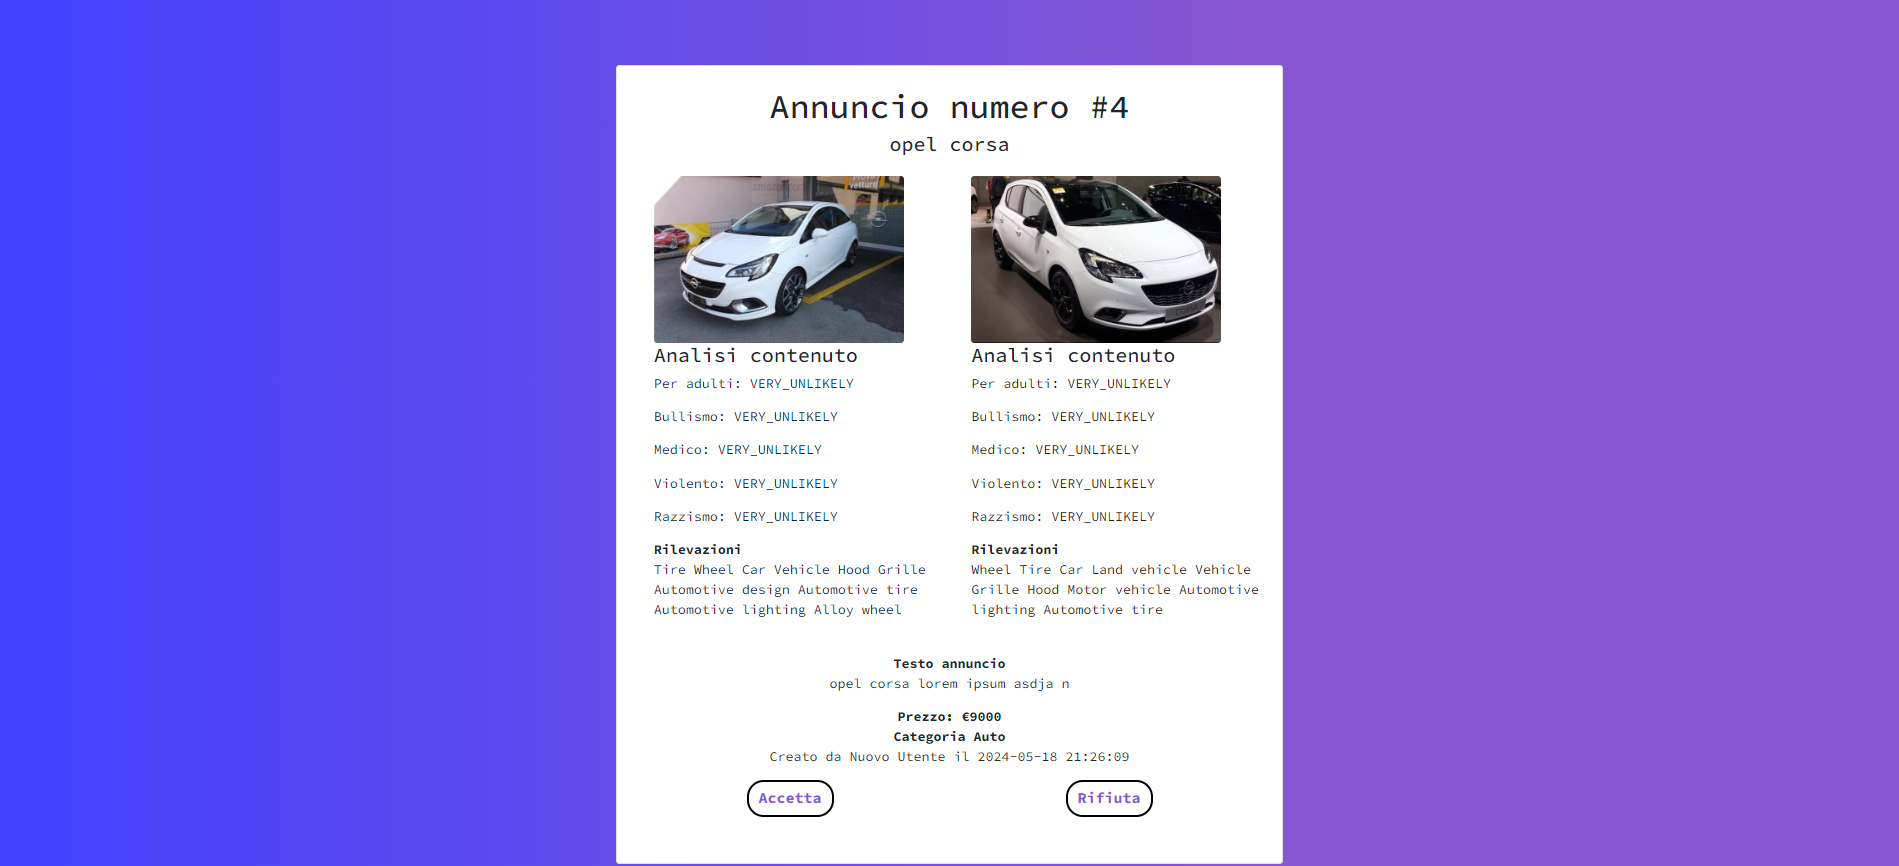 Annuncio numero #4
opel corsa
amazon.com
vetture
Analisi contenuto
Per adulti: VERY_UNLIKELY
Bullismo: VERY_UNLIKELY
Medico: VERY_UNLIKELY
Violento: VERY_UNLIKELY
Razzismo: VERY_UNLIKELY
Rilevazioni
Tire Wheel Car Vehicle Hood Grille
Automotive design Automotive tire
Automotive lighting Alloy wheel
Analisi contenuto
Per adulti: VERY_UNLIKELY
Bullismo: VERY_UNLIKELY
Medico: VERY_UNLIKELY
Violento: VERY_UNLIKELY
Razzismo: VERY_UNLIKELY
Rilevazioni
Wheel Tire Car Land vehicle Vehicle
Grille Hood Motor vehicle Automotive
lighting Automotive tire
Testo annuncio
opel corsa lorem ipsum asdja n
Prezzo: €9000
Categoria Auto
Creato da Nuovo Utente il 2024-05-18 21:26:09
Accetta
Rifiuta